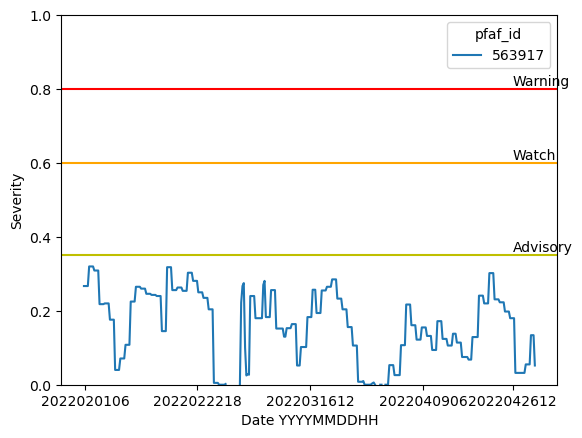 pfaf_id
563917
1.0
0.8
0.6
0.4
0.2
0.0
Severity
Warning
Watch
Advisory
2022020106
2022022218
2022031612
2022040906
2022042612
Date YYYYMMDDHH